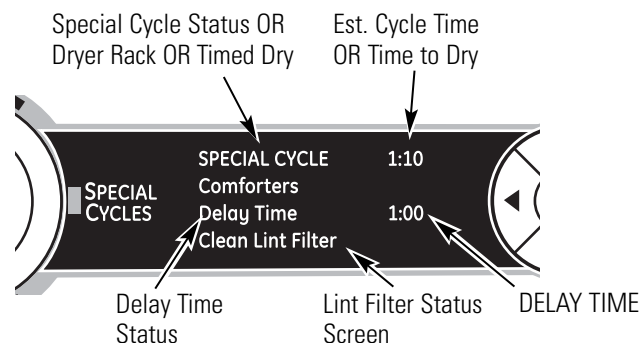 Special Cycle Status OR
Dryer Rack OR Timed Dry
Est. Cycle Time
OR Time to Dry
SPECIAL CYCLE 1:10
Comforters
SPECIAL
CYCLES
Delay Time 1:00
Clean Lint Filter
Delay Time
Status
Lint Filter Status
Screen
DELAY TIME